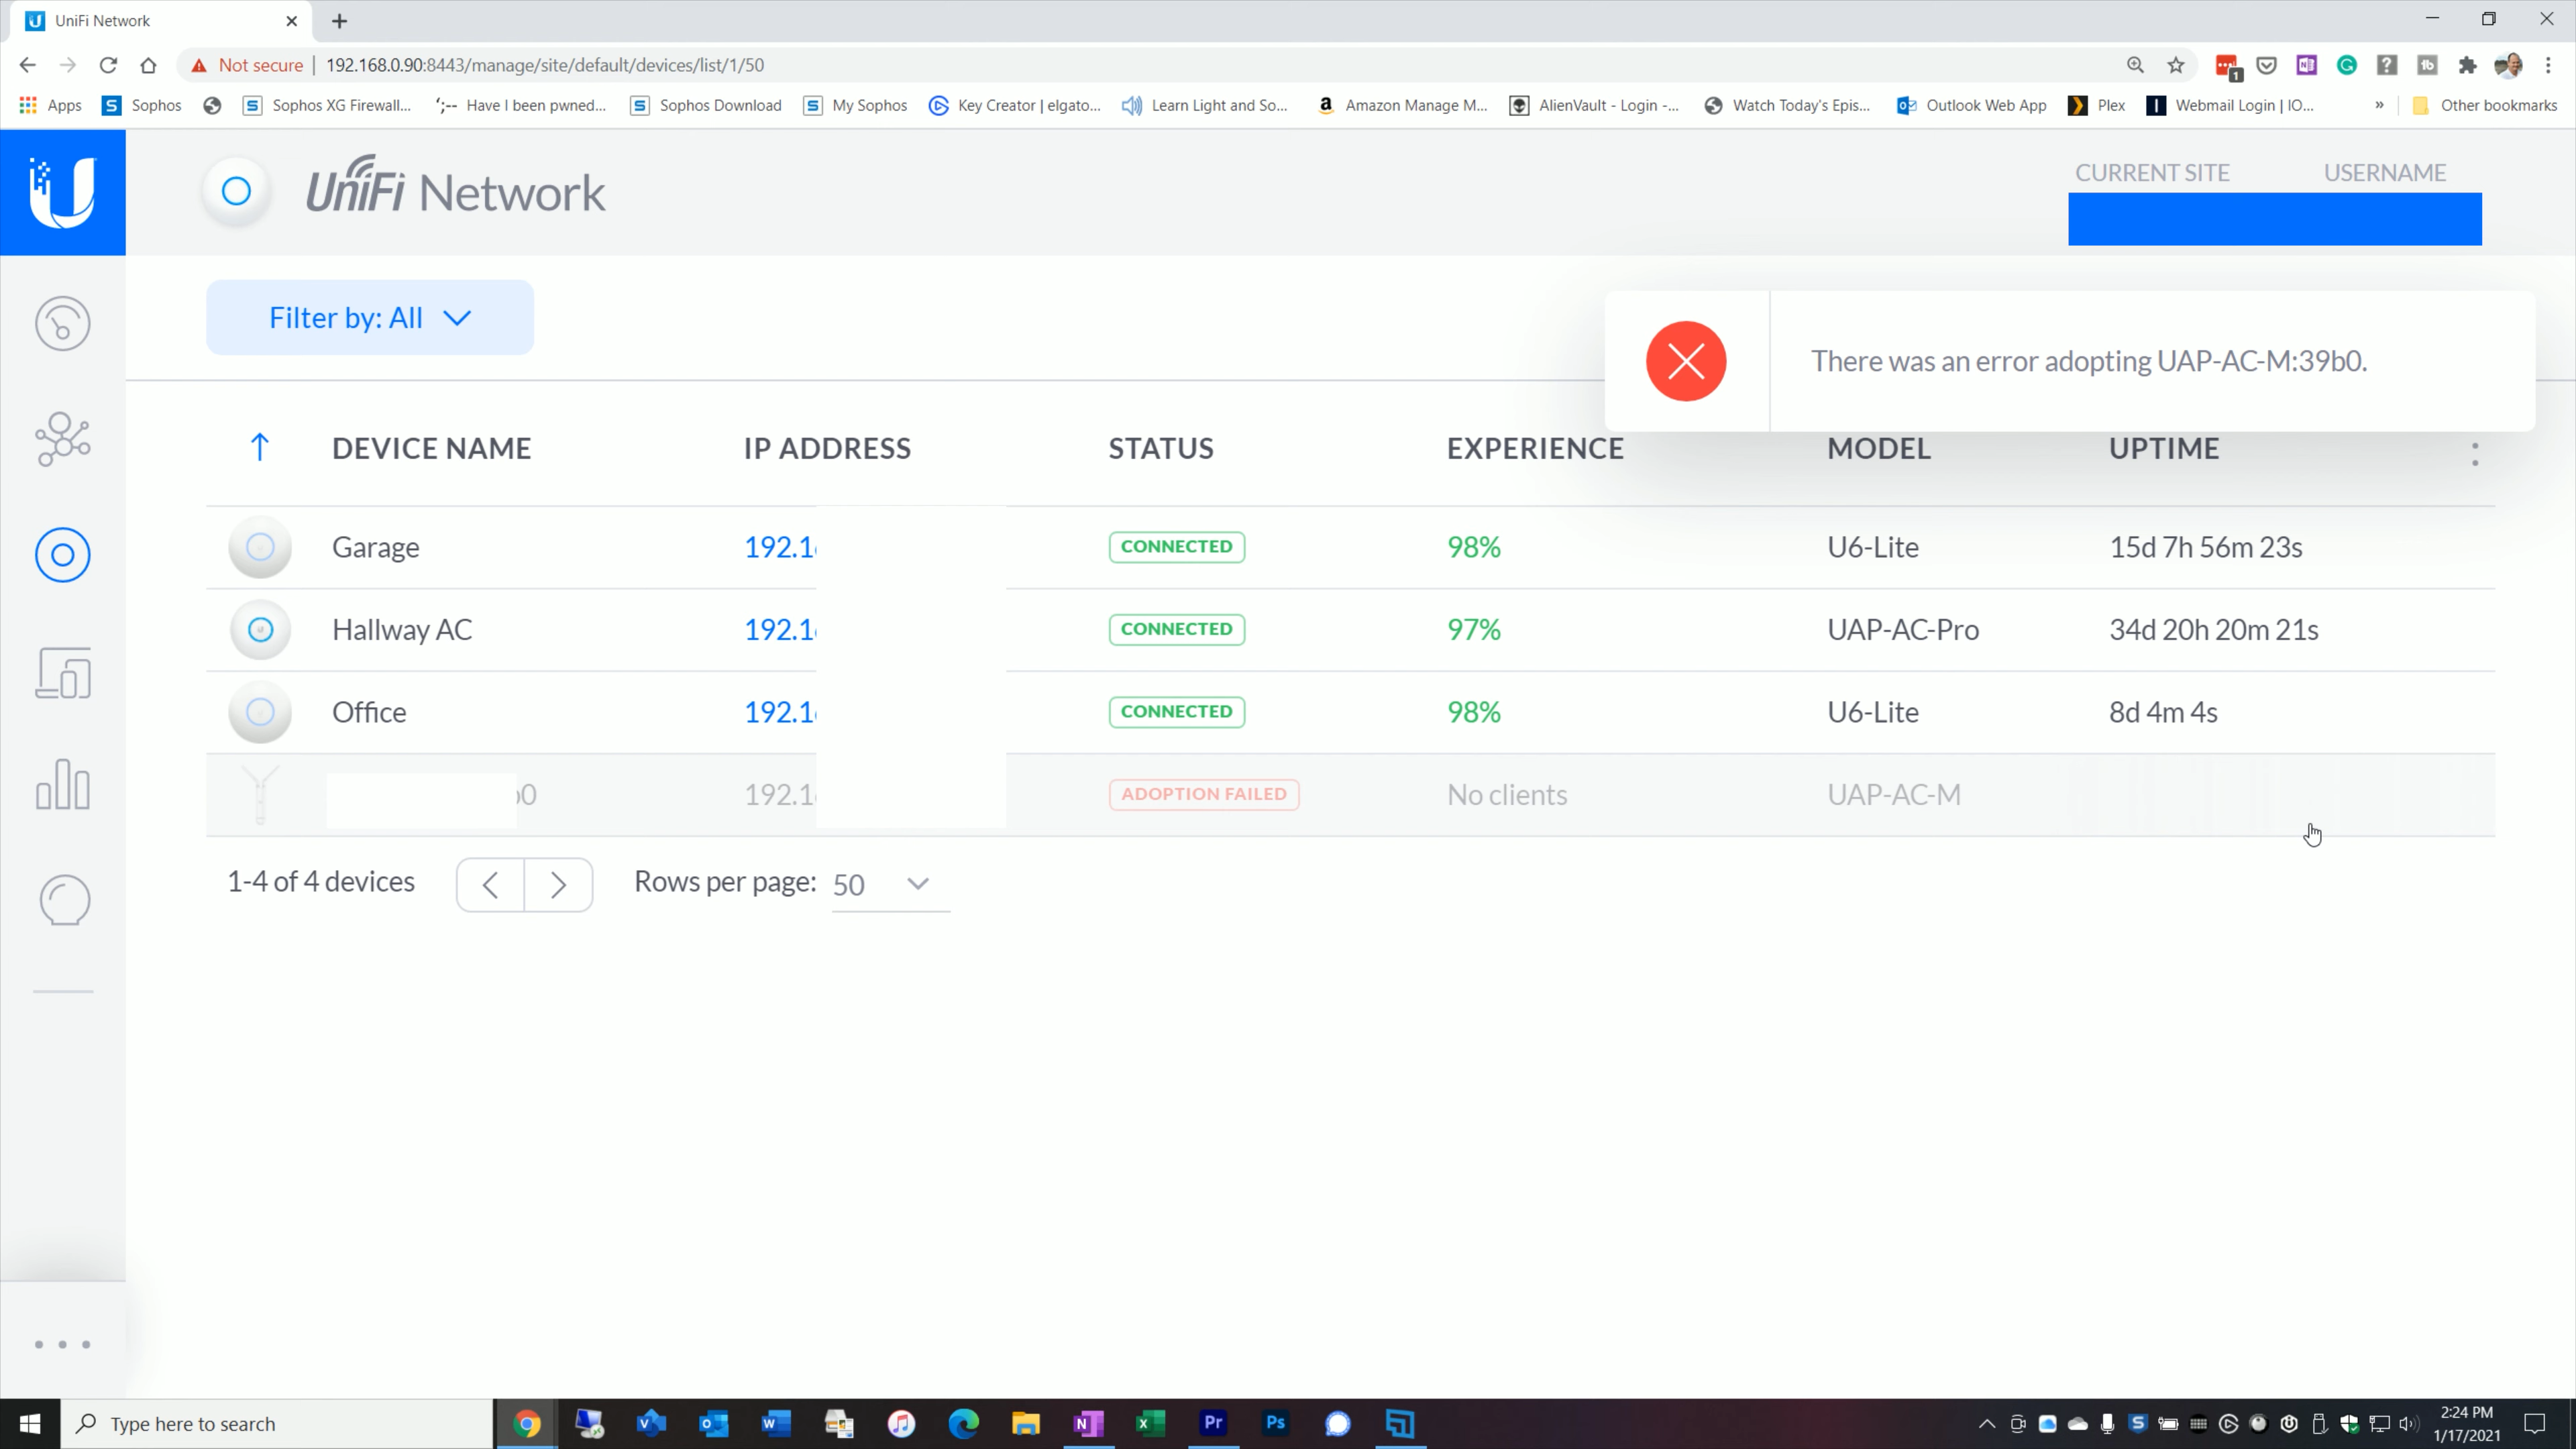 UniFi Network
Not secure | 192.168.0.90:8443/manage/site/default/devices/list/1/50
Apps Sophos Sophos XG Firewall... Have I been pwned... Sophos Download My Sophos Key Creator | elgato... Learn Light and So... Amazon Manage M... AlienVault - Login -... Watch Today's Epis... Outlook Web App Plex Webmail Login | IO... » Other bookmarks
UniFi Network
CURRENT SITE USERNAME
Filter by: All
There was an error adopting UAP-AC-M:39b0.
DEVICE NAME IP ADDRESS STATUS EXPERIENCE MODEL UPTIME
Garage 192.1 CONNECTED 98% U6-Lite 15d 7h 56m 23s
Hallway AC 192.1 CONNECTED 97% UAP-AC-Pro 34d 20h 20m 21s
Office 192.1 CONNECTED 98% U6-Lite 8d 4m 4s
192.1 ADOPTION FAILED No clients UAP-AC-M
1-4 of 4 devices Rows per page: 50
Type here to search
2:24 PM
1/17/2021